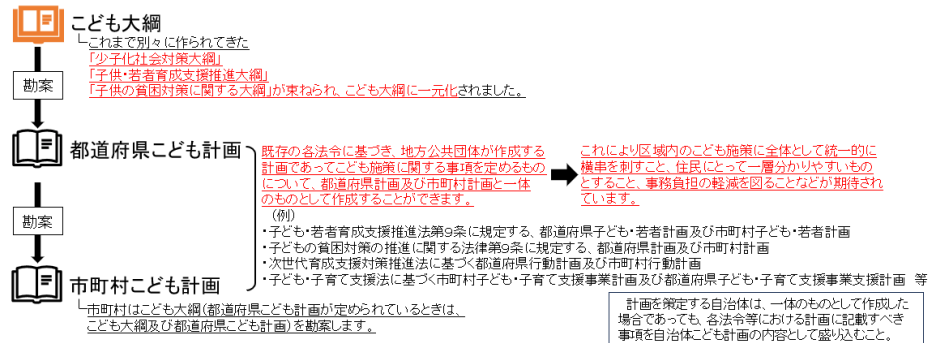 こども大綱
これまで別々に作られてきた
「少子化社会対策大綱」
「子供・若者育成支援推進大綱」
「子供の貧困対策に関する大綱」が束ねられ、こども大綱に一元化されました。
勘案
都道府県こども計画
既存の各法令に基づき、地方公共団体が作成する
計画であってこども施策に関する事項を定めるもの
について、都道府県計画及び市町村計画と一体
のものとして作成することができます。
これにより区域内のこども施策に全体として統一的に
横串を刺すこと、住民にとって一層分かりやすいもの
とすること、事務負担の軽減を図ることなどが期待され
ています。
(例)
・子ども・若者育成支援推進法第9条に規定する、都道府県子ども・若者計画及び市町村子ども・若者計画
・子どもの貧困対策の推進に関する法律第9条に規定する、都道府県計画及び市町村計画
・次世代育成支援対策推進法に基づく都道府県行動計画及び市町村行動計画
・子ども・子育て支援法に基づく市町村子ども・子育て支援事業計画及び都道府県子ども・子育て支援事業支援計画 等
勘案
市町村こども計画
市町村はこども大綱(都道府県こども計画が定められているときは、
こども大綱及び都道府県こども計画)を勘案します。
計画を策定する自治体は、一体のものとして作成した
場合であっても、各法令等における計画に記載すべき
事項を自治体こども計画の内容として盛り込むこと。